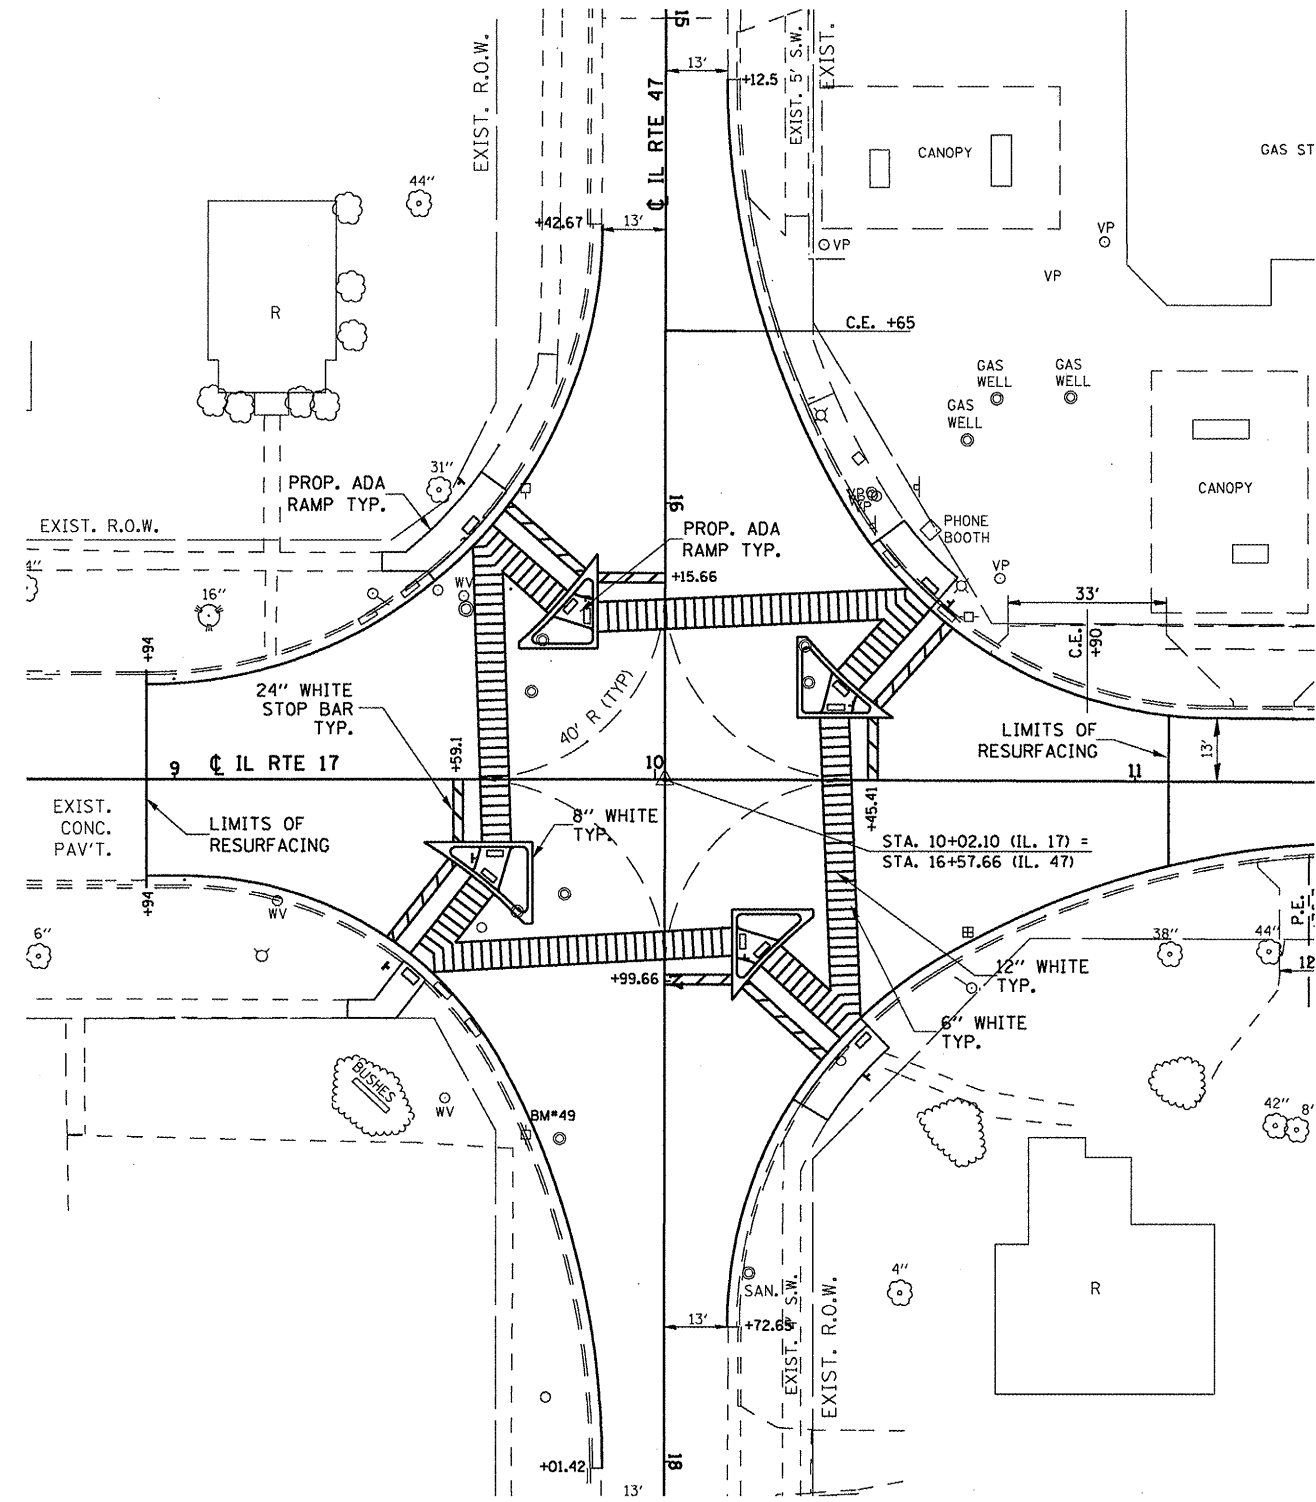 15
13'
+12.5
EXIST. R.O.W.
EXIST. 5' S.W.
EXIST.
℄ IL RTE 47
CANOPY
GAS ST
44"
+42.67
13'
VP
VP
VP
R
C.E. +65
GAS
WELL
GAS
WELL
GAS
WELL
31"
PROP. ADA
RAMP TYP.
16
CANOPY
EXIST. R.O.W.
PROP. ADA
RAMP TYP.
PHONE
BOOTH
4"
WV
+15.66
VP
16"
33'
C.E.
+90
+94
24" WHITE
STOP BAR
TYP.
40' R (TYP)
LIMITS OF
RESURFACING
13'
+59.1
9
℄ IL RTE 17
10
11
EXIST.
CONC.
PAV'T.
LIMITS OF
RESURFACING
8" WHITE
TYP.
+45.41
STA. 10+02.10 (IL. 17) =
STA. 16+57.66 (IL. 47)
+94
WV
P.E.
6"
38"
44"
+99.66
12" WHITE
TYP.
12
6" WHITE
TYP.
BUSHES
WV
BM#49
42"
8'
4"
SAN.
R
13'
+72.65
EXIST. 4' S.W.
EXIST. R.O.W.
+01.42
18
13'